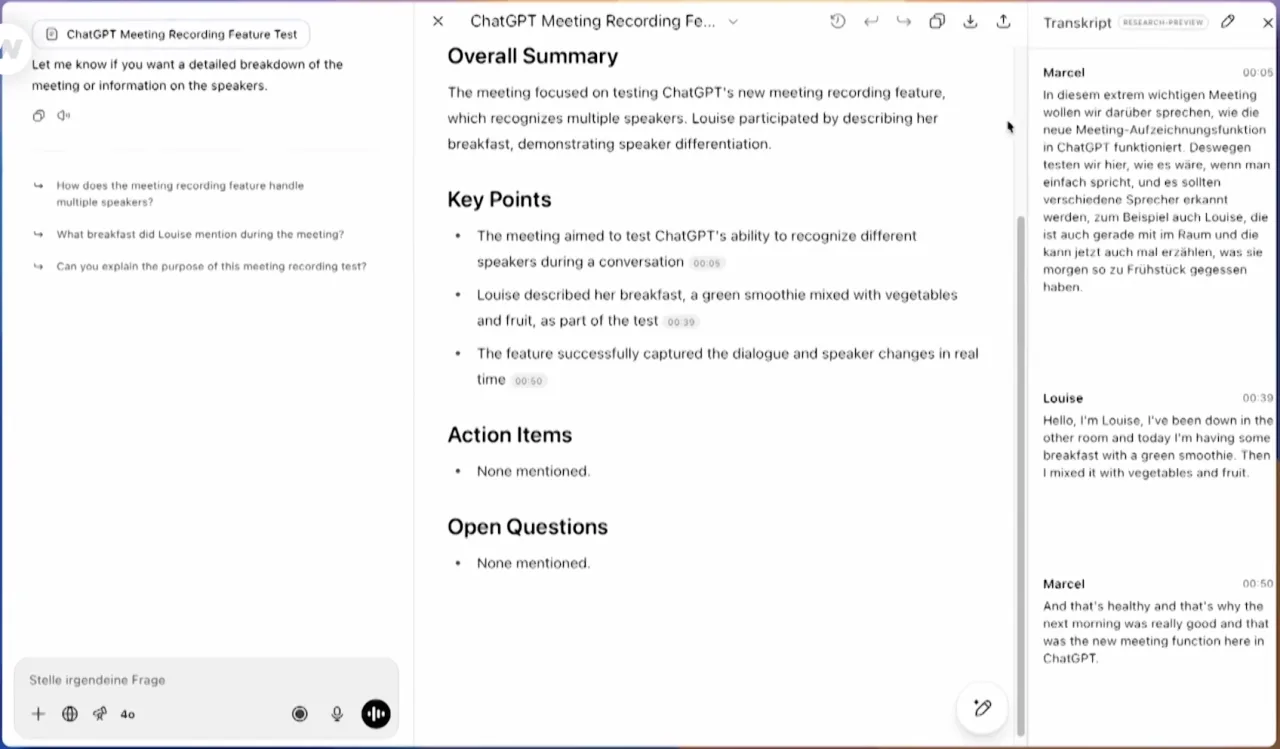 ChatGPT Meeting Recording Feature Test
Let me know if you want a detailed breakdown of the
meeting or information on the speakers.
How does the meeting recording feature handle
multiple speakers?
What breakfast did Louise mention during the meeting?
Can you explain the purpose of this meeting recording test?
Stelle irgendeine Frage
4o
ChatGPT Meeting Recording Fe...
Overall Summary
The meeting focused on testing ChatGPT's new meeting recording feature,
which recognizes multiple speakers. Louise participated by describing her
breakfast, demonstrating speaker differentiation.
Key Points
• The meeting aimed to test ChatGPT's ability to recognize different
speakers during a conversation 00:05
• Louise described her breakfast, a green smoothie mixed with vegetables
and fruit, as part of the test 00:39
• The feature successfully captured the dialogue and speaker changes in real
time 00:50
Action Items
• None mentioned.
Open Questions
• None mentioned.
Transkript RESEARCH-PREVIEW
Marcel 00:05
In diesem extrem wichtigen Meeting
wollen wir darüber sprechen, wie die
neue Meeting-Aufzeichnungsfunktion
in ChatGPT funktioniert. Deswegen
testen wir hier, wie es wäre, wenn man
einfach spricht, und es sollten
verschiedene Sprecher erkannt
werden, zum Beispiel auch Louise, die
ist auch gerade mit im Raum und die
kann jetzt auch mal erzählen, was sie
morgen so zu Frühstück gegessen
haben.
Louise 00:39
Hello, I'm Louise, I've been down in the
other room and today I'm having some
breakfast with a green smoothie. Then
I mixed it with vegetables and fruit.
Marcel 00:50
And that's healthy and that's why the
next morning was really good and that
was the new meeting function here in
ChatGPT.